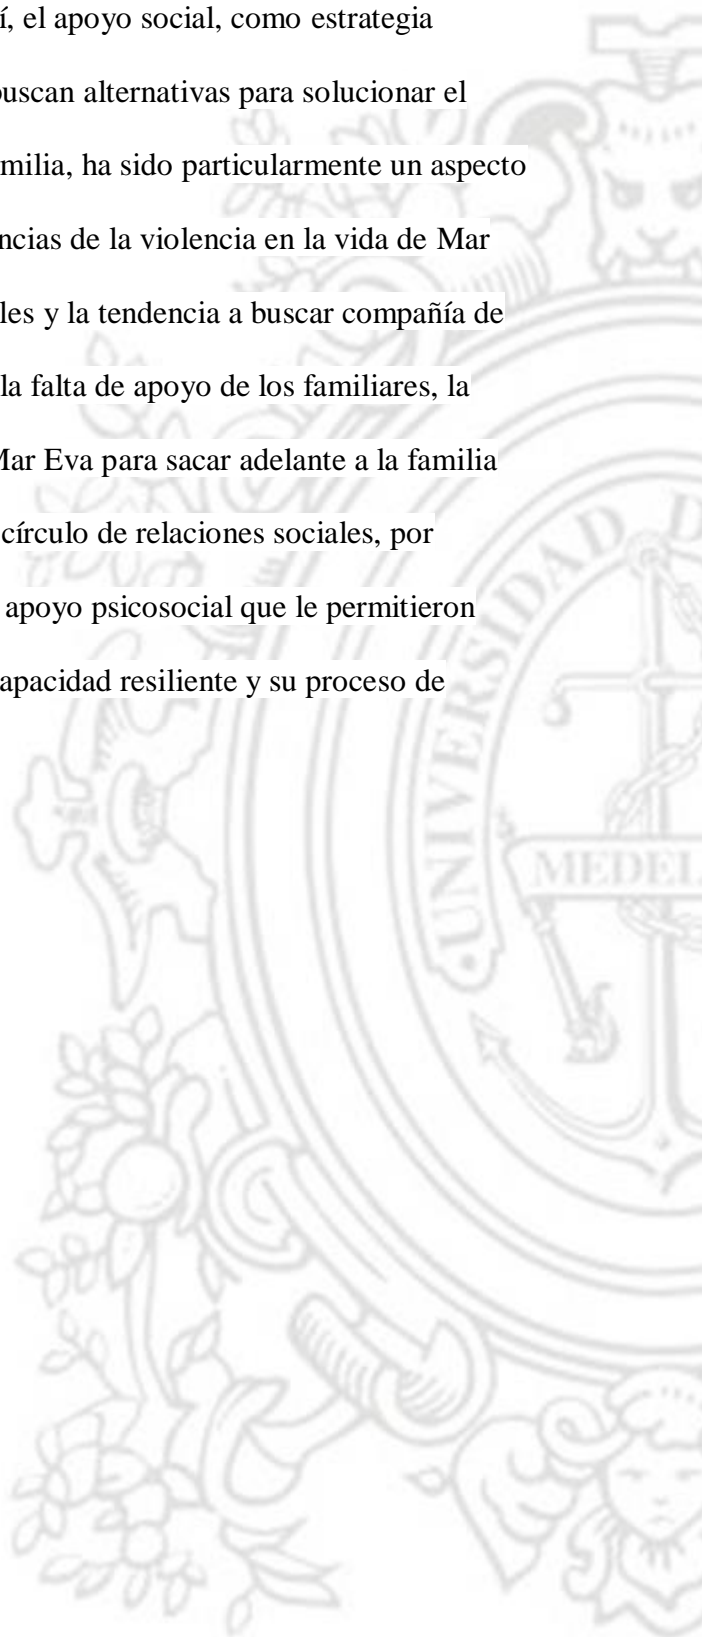 í, el apoyo social, como estrategia
buscan alternativas para solucionar el
milia, ha sido particularmente un aspecto
ncias de la violencia en la vida de Mar
les y la tendencia a buscar compañía de
la falta de apoyo de los familiares, la
Mar Eva para sacar adelante a la familia
círculo de relaciones sociales, por
apoyo psicosocial que le permitieron
apacidad resiliente y su proceso de
UNIVERSIDAD D
MEDEL